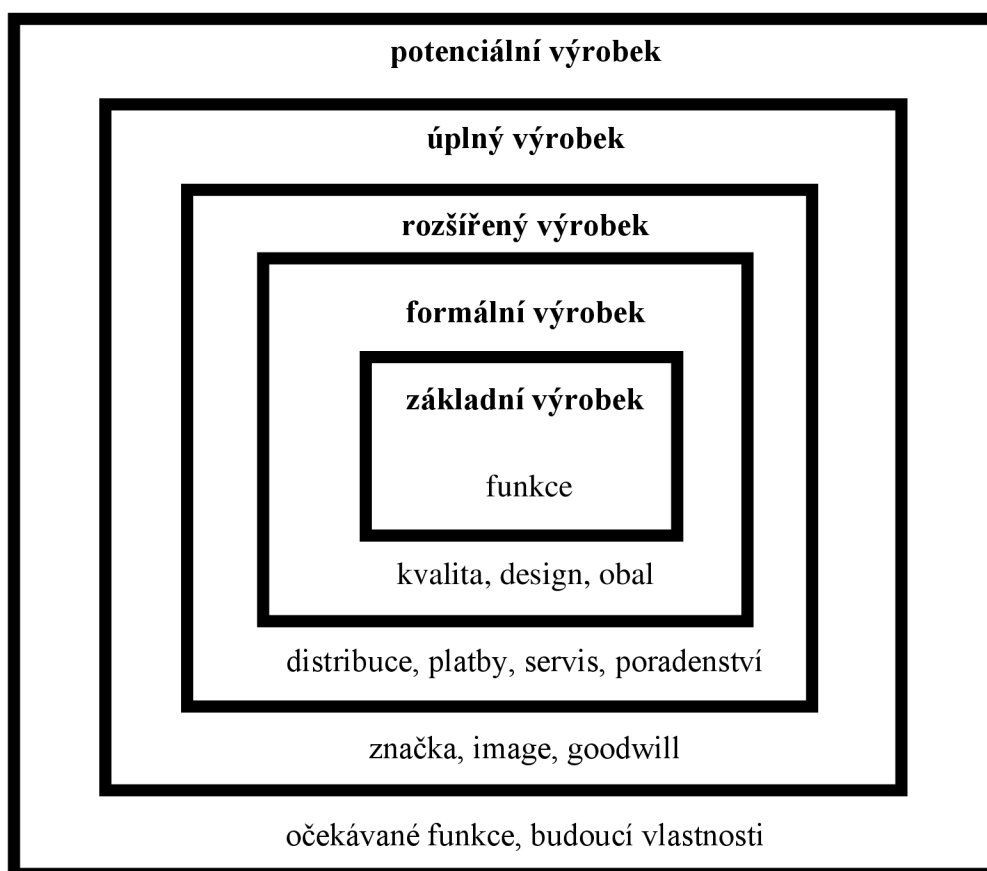 potenciální výrobek
úplný výrobek
rozšířený výrobek
formální výrobek
základní výrobek
funkce
kvalita, design, obal
distribuce, platby, servis, poradenství
značka, image, goodwill
očekávané funkce, budoucí vlastnosti